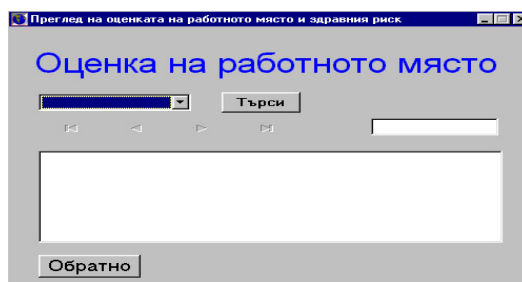 Преглед на оценката на работното място и здравния риск
Оценка на работното място
Търси
Обратно